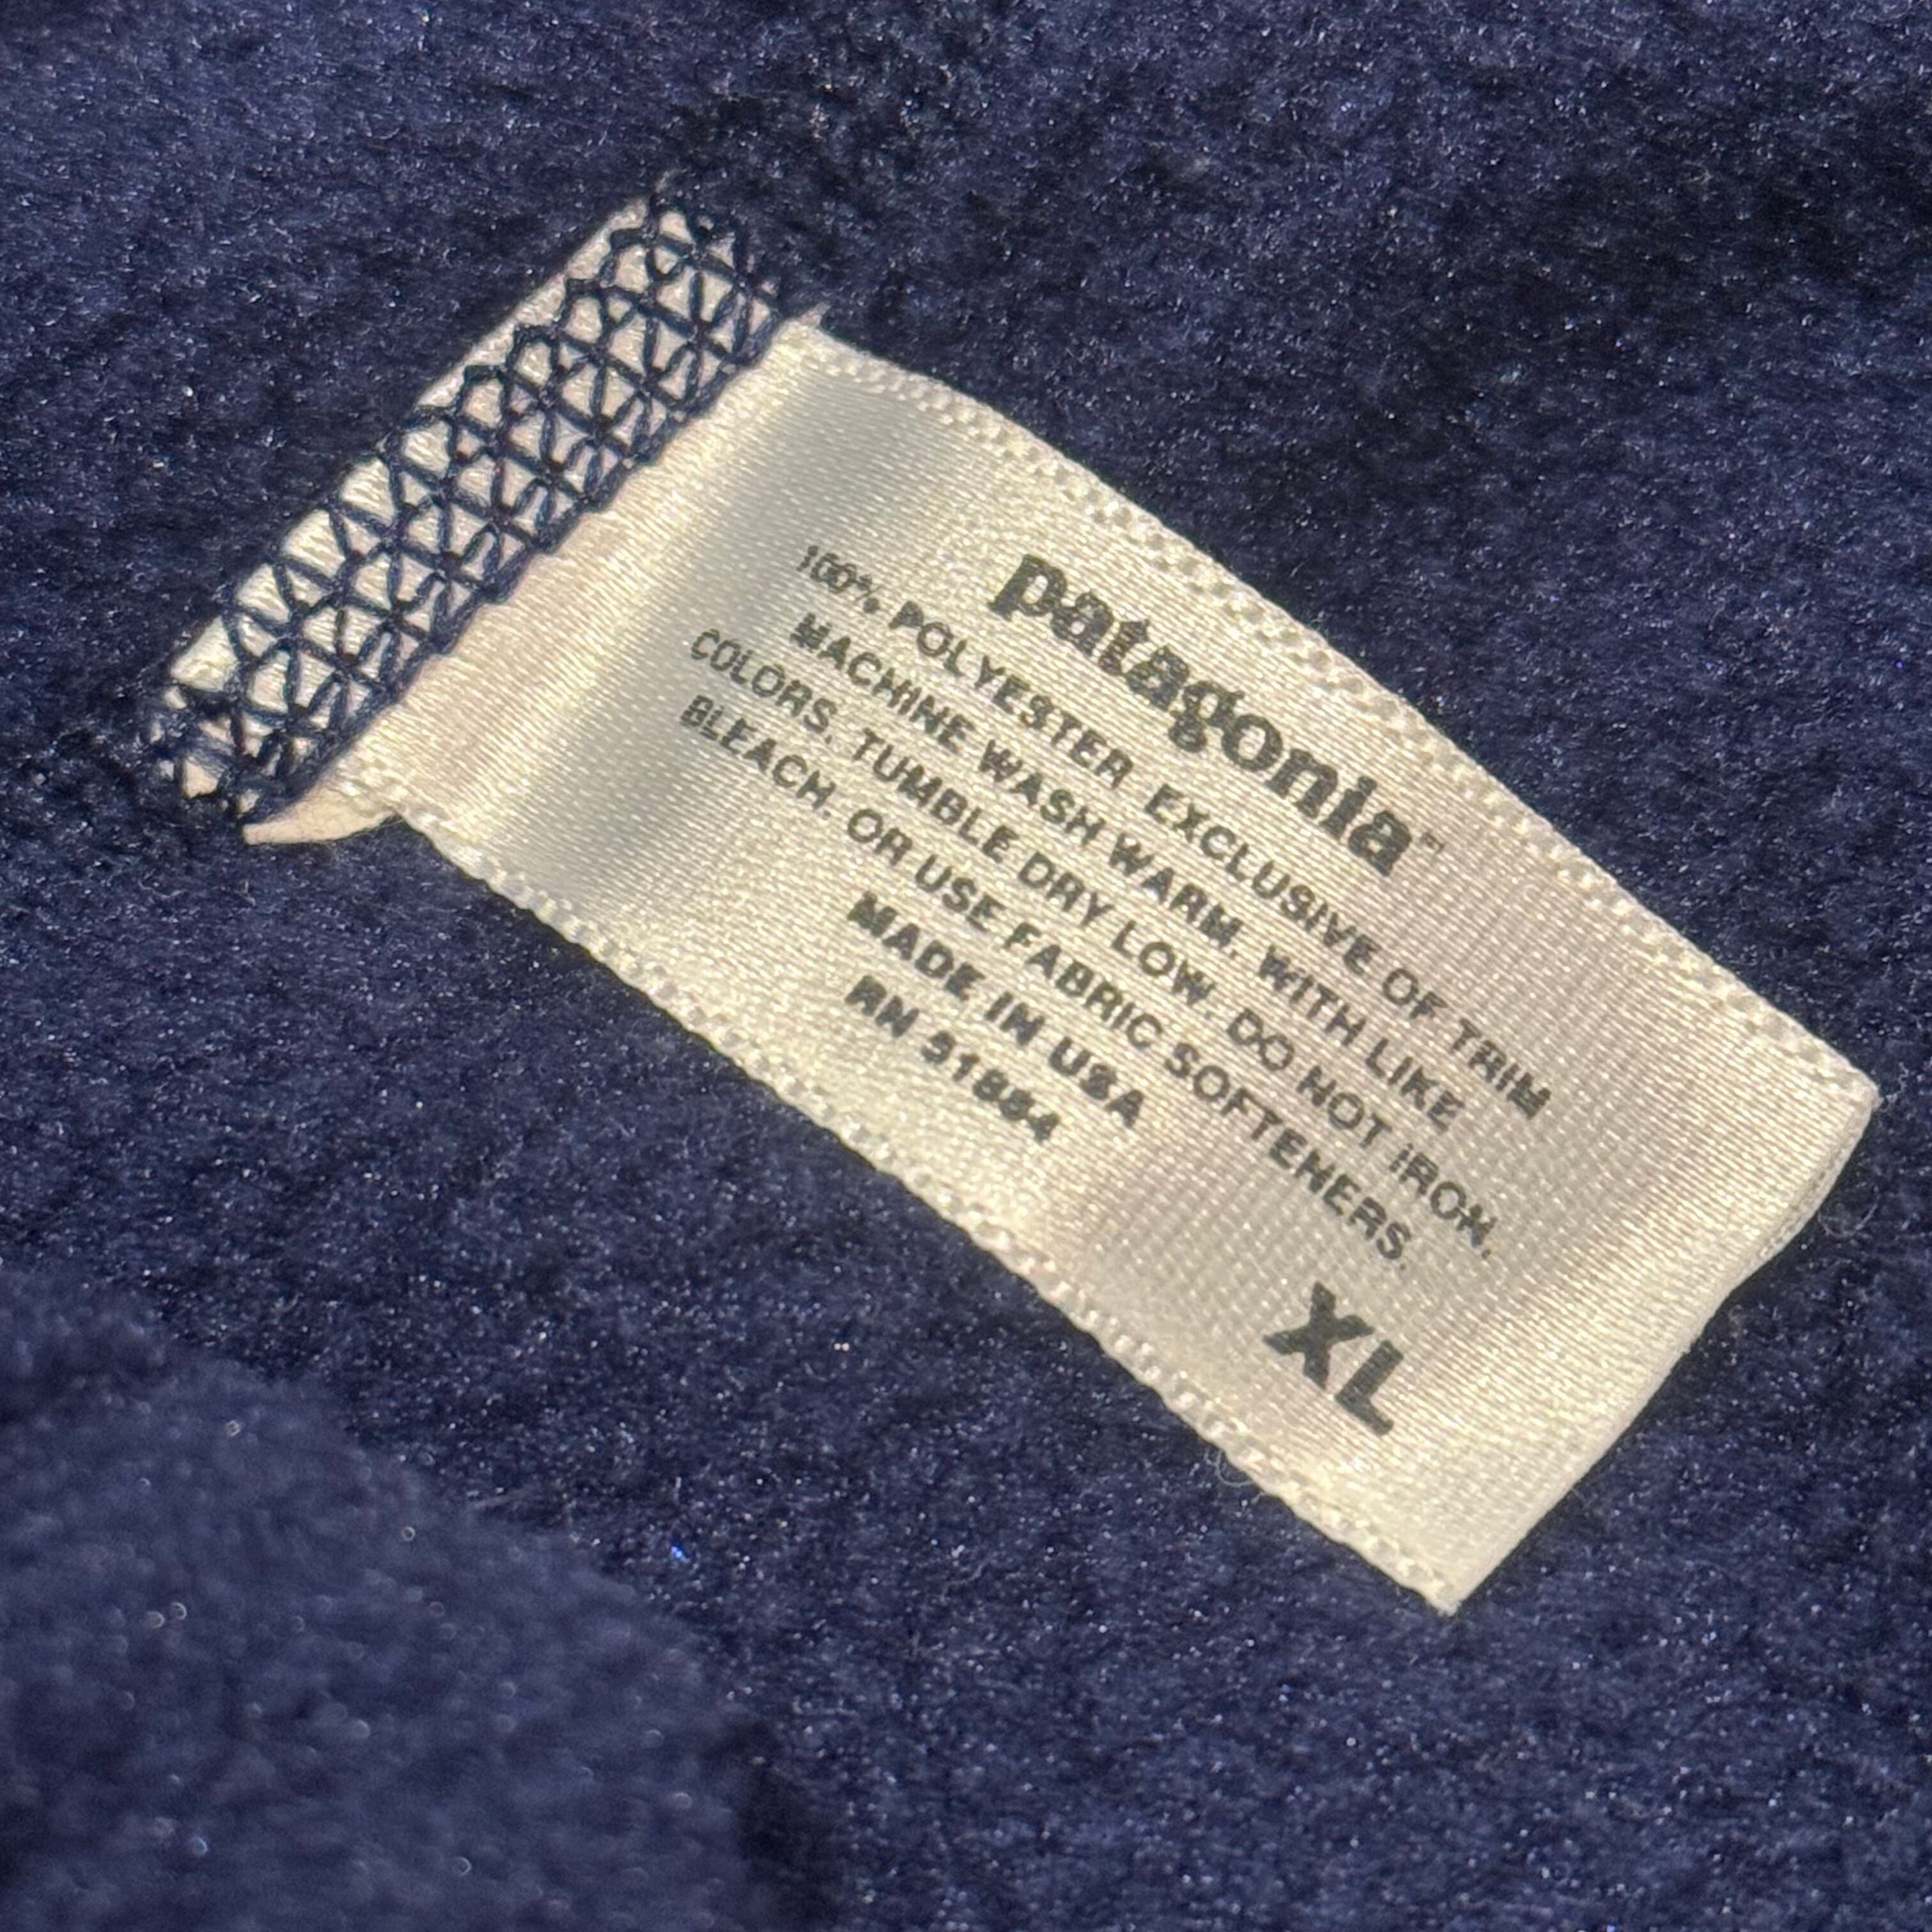 patagonia™
100% POLYESTER EXCLUSIVE OF TRIM
MACHINE WASH WARM, WITH LIKE
COLORS. TUMBLE DRY LOW. DO NOT IRON,
BLEACH, OR USE FABRIC SOFTENERS.
MADE IN USA
RN 51884
XL